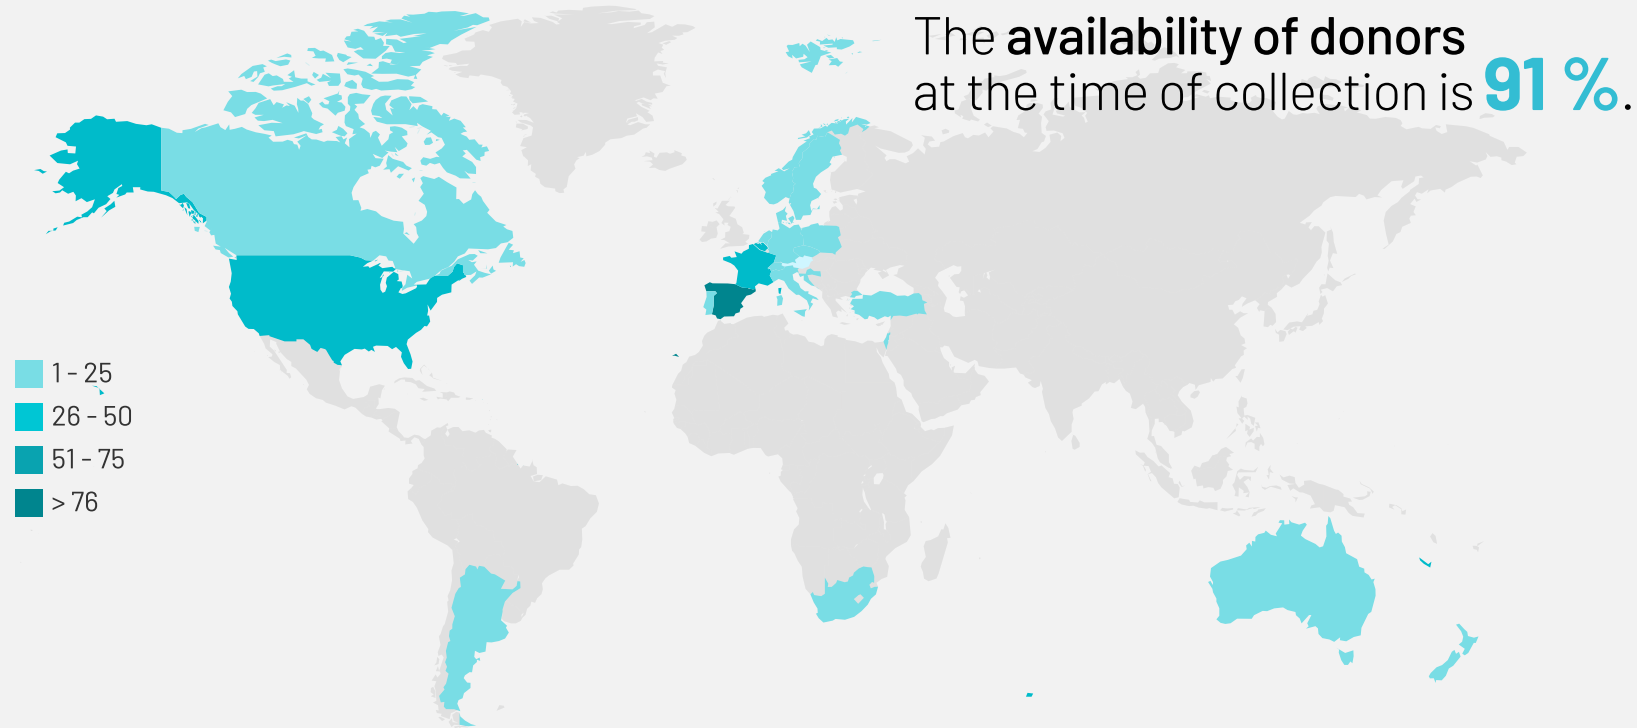 The availability of donors
at the time of collection is 91 %.
1 - 25
26 - 50
51 - 75
> 76